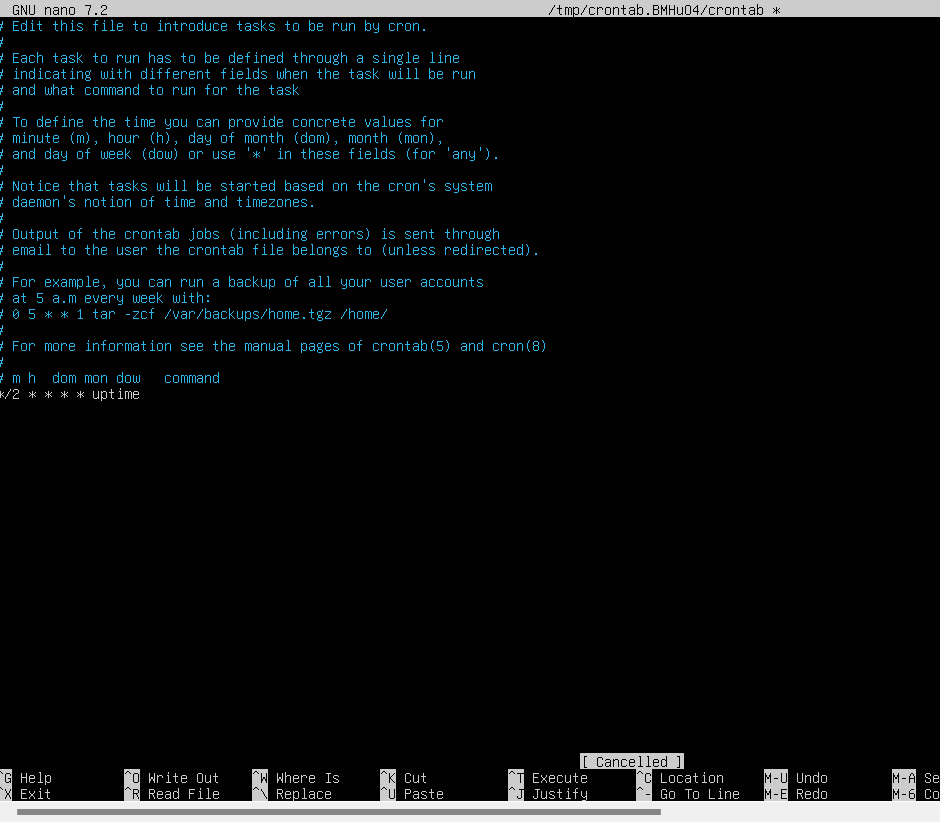 GNU nano 7.2 /tmp/crontab.BMHuO4/crontab *
# Edit this file to introduce tasks to be run by cron.
#
# Each task to run has to be defined through a single line
# indicating with different fields when the task will be run
# and what command to run for the task
#
# To define the time you can provide concrete values for
# minute (m), hour (h), day of month (dom), month (mon),
# and day of week (dow) or use '*' in these fields (for 'any').
#
# Notice that tasks will be started based on the cron's system
# daemon's notion of time and timezones.
#
# Output of the crontab jobs (including errors) is sent through
# email to the user the crontab file belongs to (unless redirected).
#
# For example, you can run a backup of all your user accounts
# at 5 a.m every week with:
# 0 5 * * 1 tar -zcf /var/backups/home.tgz /home/
#
# For more information see the manual pages of crontab(5) and cron(8)
#
# m h  dom mon dow   command
*/2 * * * * uptime
[ Cancelled ]
^G Help ^O Write Out ^W Where Is ^K Cut ^T Execute ^C Location M-U Undo M-A Se
^X Exit ^R Read File ^\ Replace ^U Paste ^J Justify ^- Go To Line M-E Redo M-6 Co